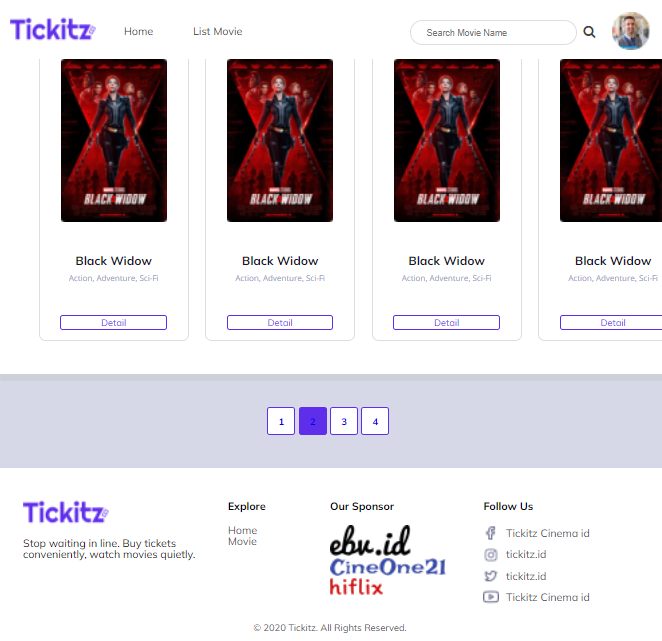 Tickitz
Home
List Movie
Search Movie Name
BLACK WIDOW
BLACK WIDOW
BLACK WIDOW
BLACK WIDOW
Black Widow
Action, Adventure, Sci-Fi
Detail
Black Widow
Action, Adventure, Sci-Fi
Detail
Black Widow
Action, Adventure, Sci-Fi
Detail
Black Widow
Action, Adventure, Sci-Fi
Detail
1 2 3 4
Tickitz
Stop waiting in line. Buy tickets
conveniently, watch movies quietly.
Explore
Home
Movie
Our Sponsor
ebv.id
CineOne21
hiflix
Follow Us
Tickitz Cinema id
tickitz.id
tickitz.id
Tickitz Cinema id
© 2020 Tickitz. All Rights Reserved.